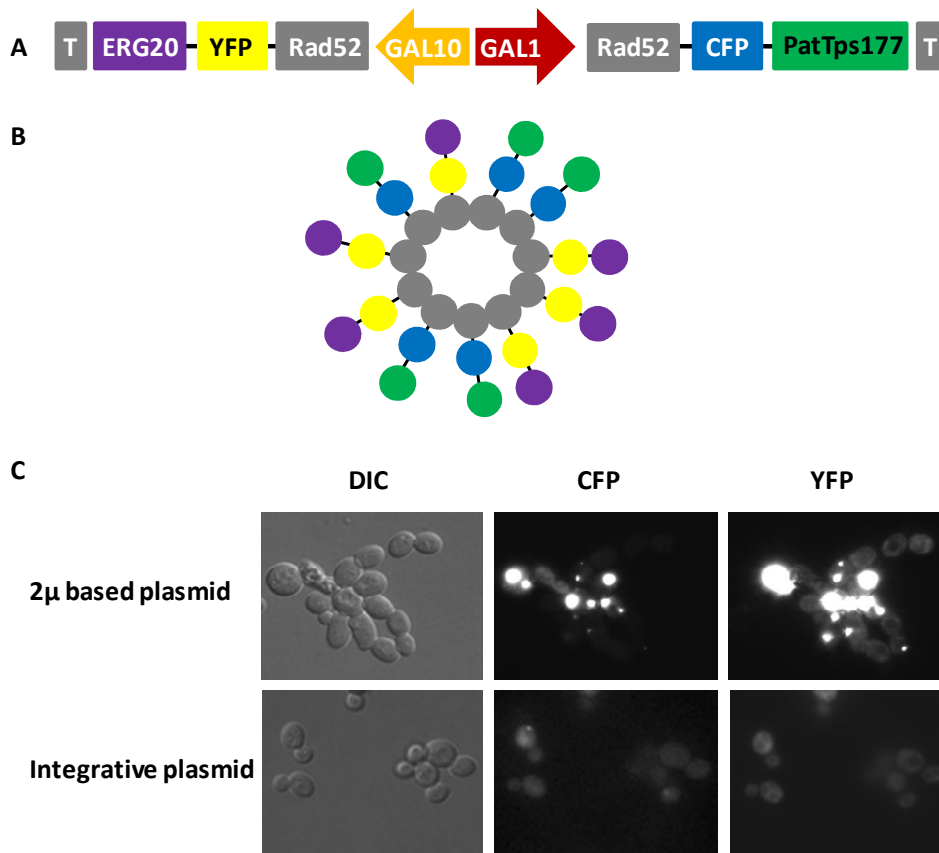 A
T ERG20 YFP Rad52 GAL10 GAL1 Rad52 CFP PatTps177 T
B
C
DIC CFP YFP
2μ based plasmid
Integrative plasmid